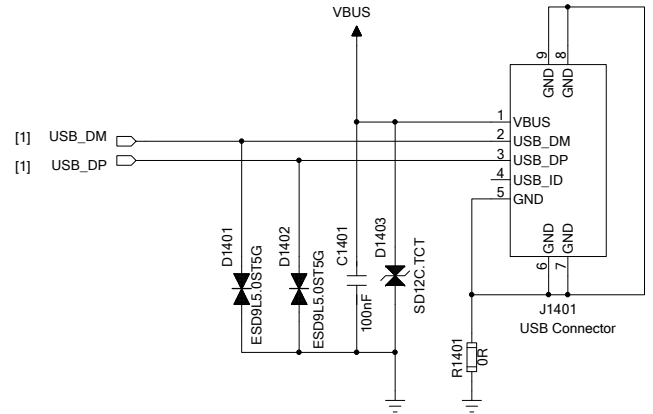 VBUS
9
8
GND
GND
1
VBUS
[1] USB_DM
2
USB_DM
[1] USB_DP
3
USB_DP
4
USB_ID
5
GND
D1401
ESD9L5.0ST5G
D1402
ESD9L5.0ST5G
C1401
100nF
D1403
SD12C.TCT
GND
GND
6
7
J1401
USB Connector
R1401
0R